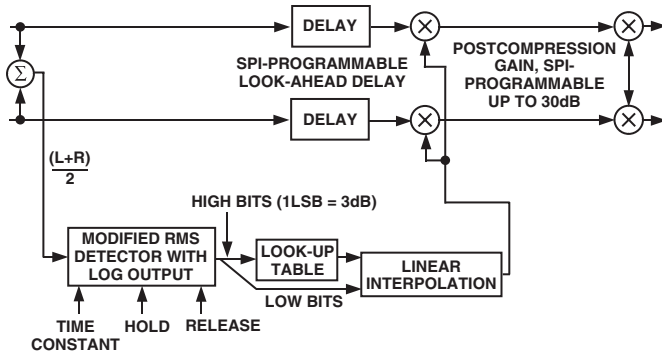 DELAY
SPI-PROGRAMMABLE
LOOK-AHEAD DELAY
POSTCOMPRESSION
GAIN, SPI-
PROGRAMMABLE
UP TO 30dB
Σ
DELAY
(L+R)
2
HIGH BITS (1LSB = 3dB)
MODIFIED RMS
DETECTOR WITH
LOG OUTPUT
LOOK-UP
TABLE
LINEAR
INTERPOLATION
LOW BITS
TIME
CONSTANT
HOLD
RELEASE